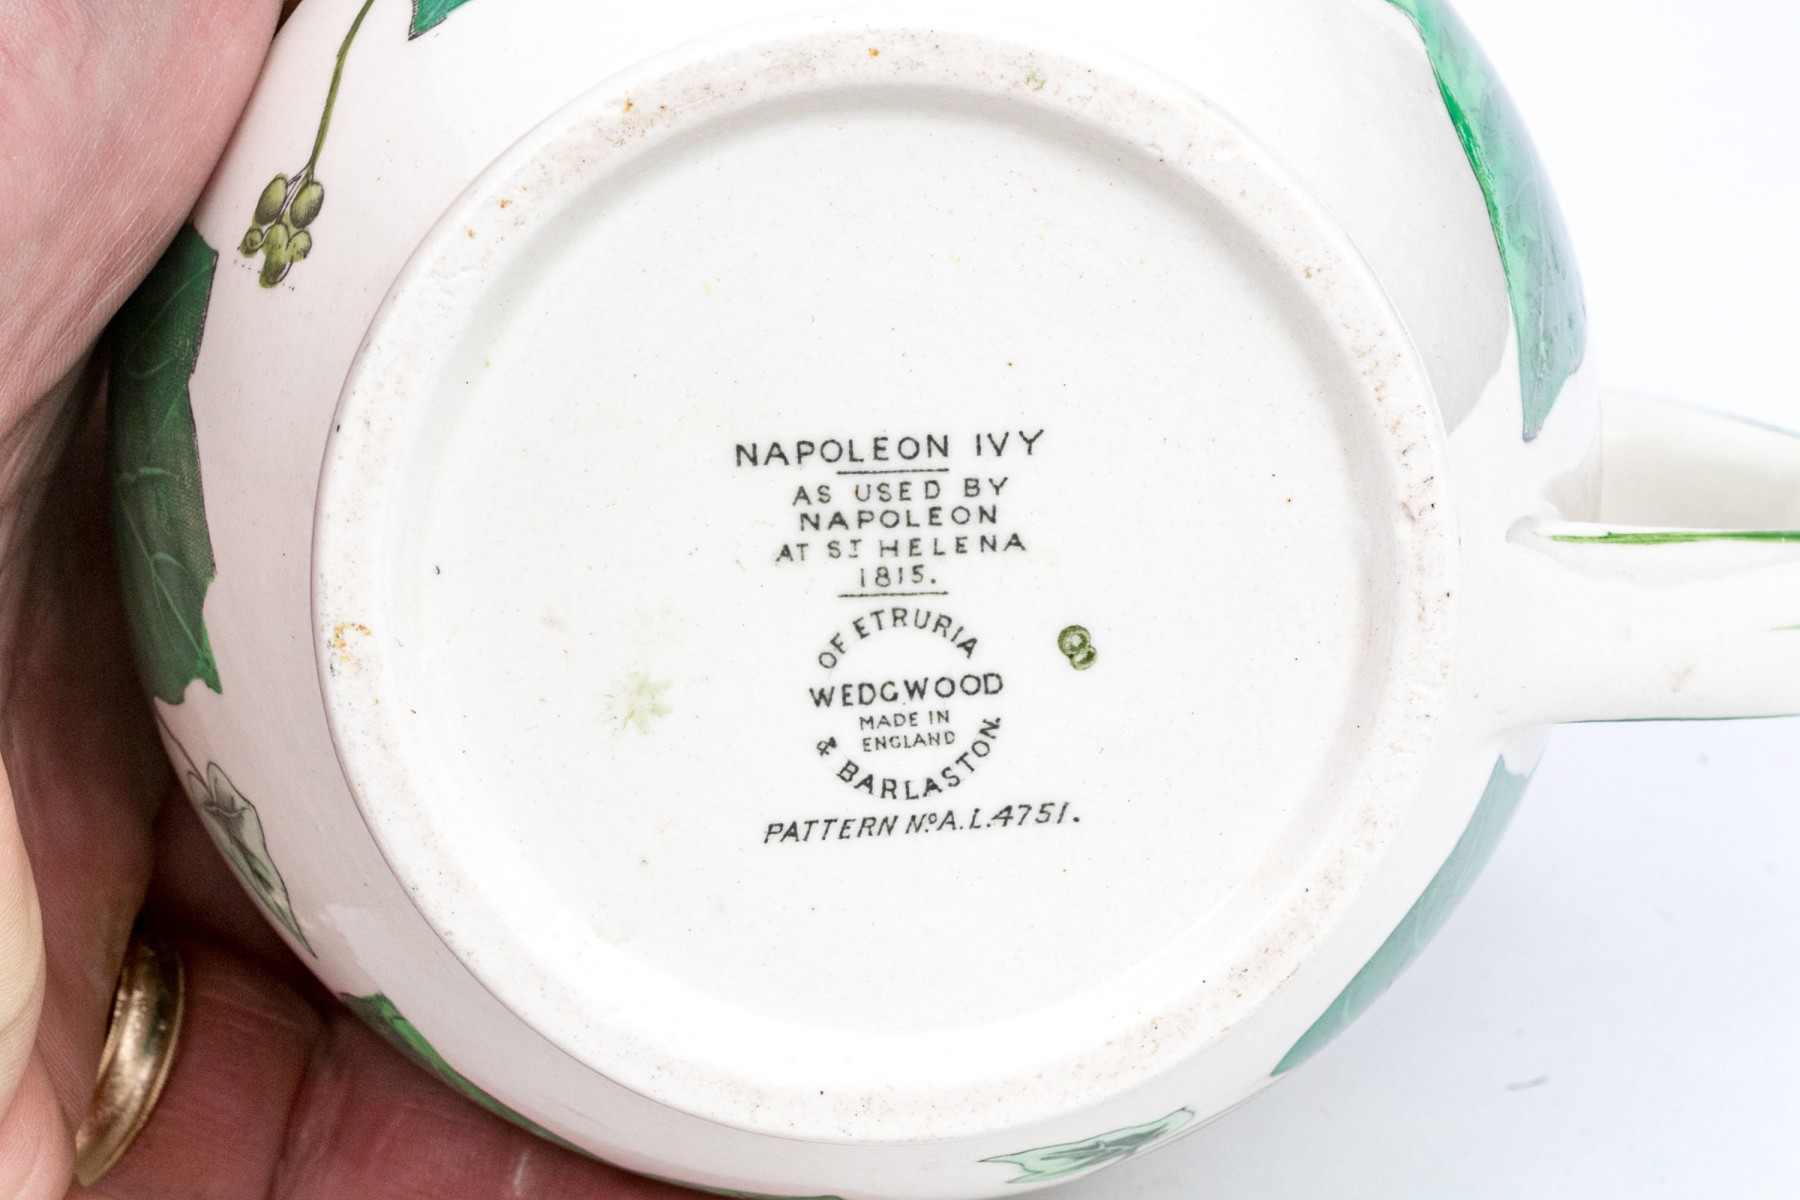 NAPOLEON IVY
AS USED BY
NAPOLEON
AT ST HELENA
1815.
OF ETRURIA
WEDGWOOD
MADE IN
ENGLAND
& BARLASTON
PATTERN Nº A.L.4751.